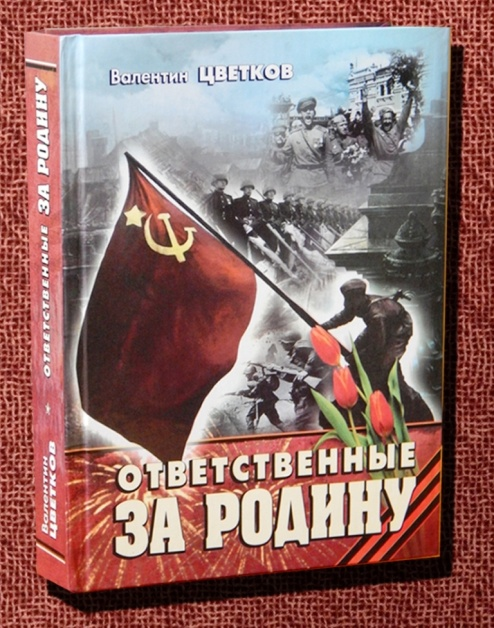 Валентин ЦВЕТКОВ
ОТВЕТСТВЕННЫЕ
ЗА РОДИНУ
Валентин
ЦВЕТКОВ
* ОТВЕТСТВЕННЫЕ ЗА РОДИНУ